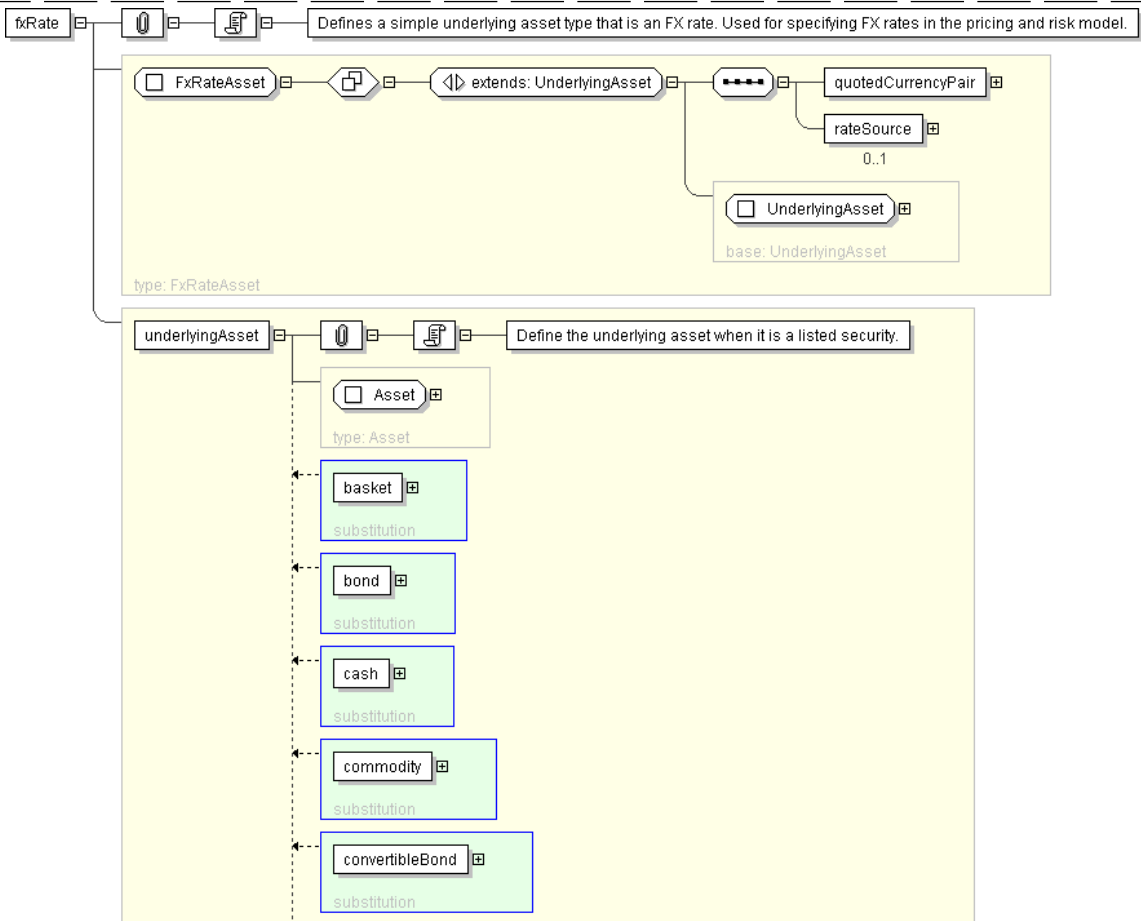 fxRate
Defines a simple underlying asset type that is an FX rate. Used for specifying FX rates in the pricing and risk model.
FxRateAsset
extends: UnderlyingAsset
quotedCurrencyPair
rateSource
0..1
UnderlyingAsset
base: UnderlyingAsset
type: FxRateAsset
underlyingAsset
Define the underlying asset when it is a listed security.
Asset
type: Asset
basket
substitution
bond
substitution
cash
substitution
commodity
substitution
convertibleBond
substitution